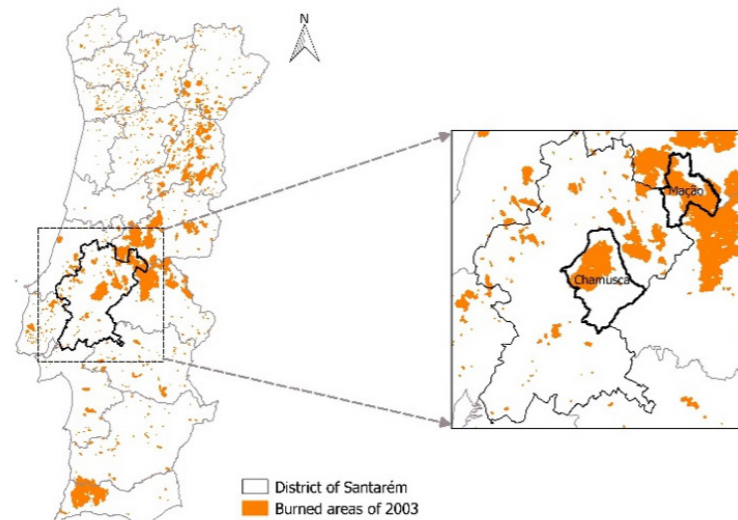 N
Mação
Chamusca
District of Santarém
Burned areas of 2003